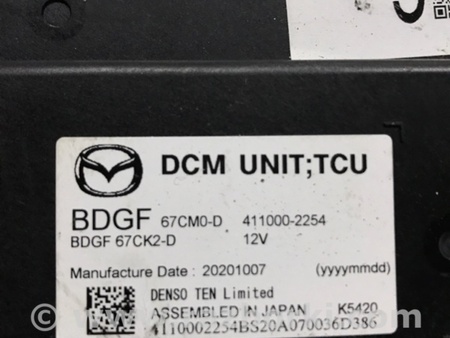 DCM UNIT;TCU
BDGF 67CM0-D 411000-2254
BDGF 67CK2-D 12V
Manufacture Date : 20201007 (yyyymmdd)
DENSO TEN Limited
ASSEMBLED IN JAPAN K5420
4110002254BS20A070036D386